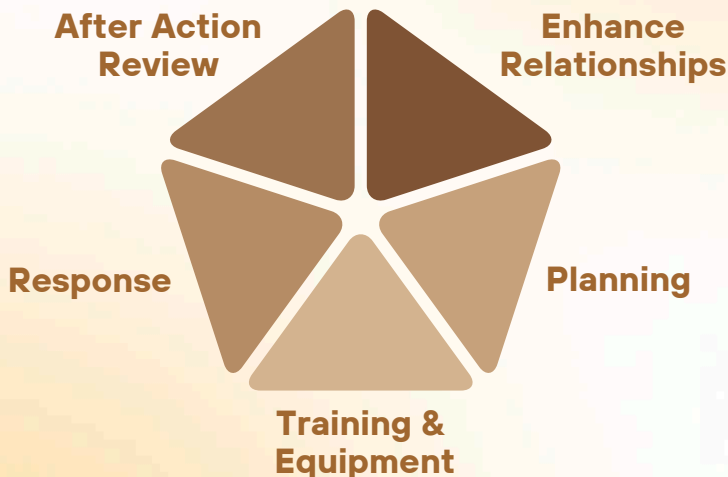 After Action
Review
Enhance
Relationships
Response
Planning
Training &
Equipment